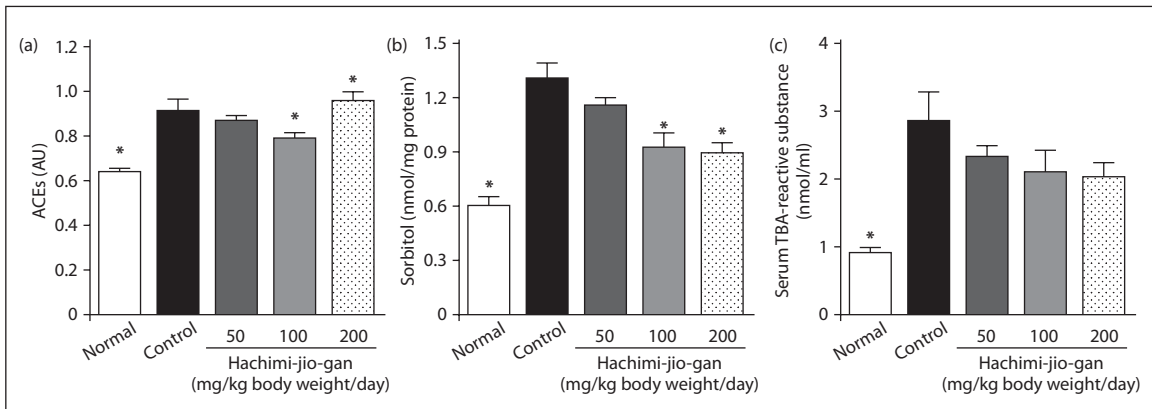 (a)
1.2
1.0
0.8
0.6
0.4
0.2
0
ACEs (AU)
*
*
*
Normal
Control
50
100
200
Hachimi-jio-gan
(mg/kg body weight/day)
(b)
1.5
1.2
0.9
0.6
0.3
0
Sorbitol (nmol/mg protein)
*
*
*
Normal
Control
50
100
200
Hachimi-jio-gan
(mg/kg body weight/day)
(c)
4
3
2
1
0
Serum TBA-reactive substance
(nmol/ml)
*
Normal
Control
50
100
200
Hachimi-jio-gan
(mg/kg body weight/day)